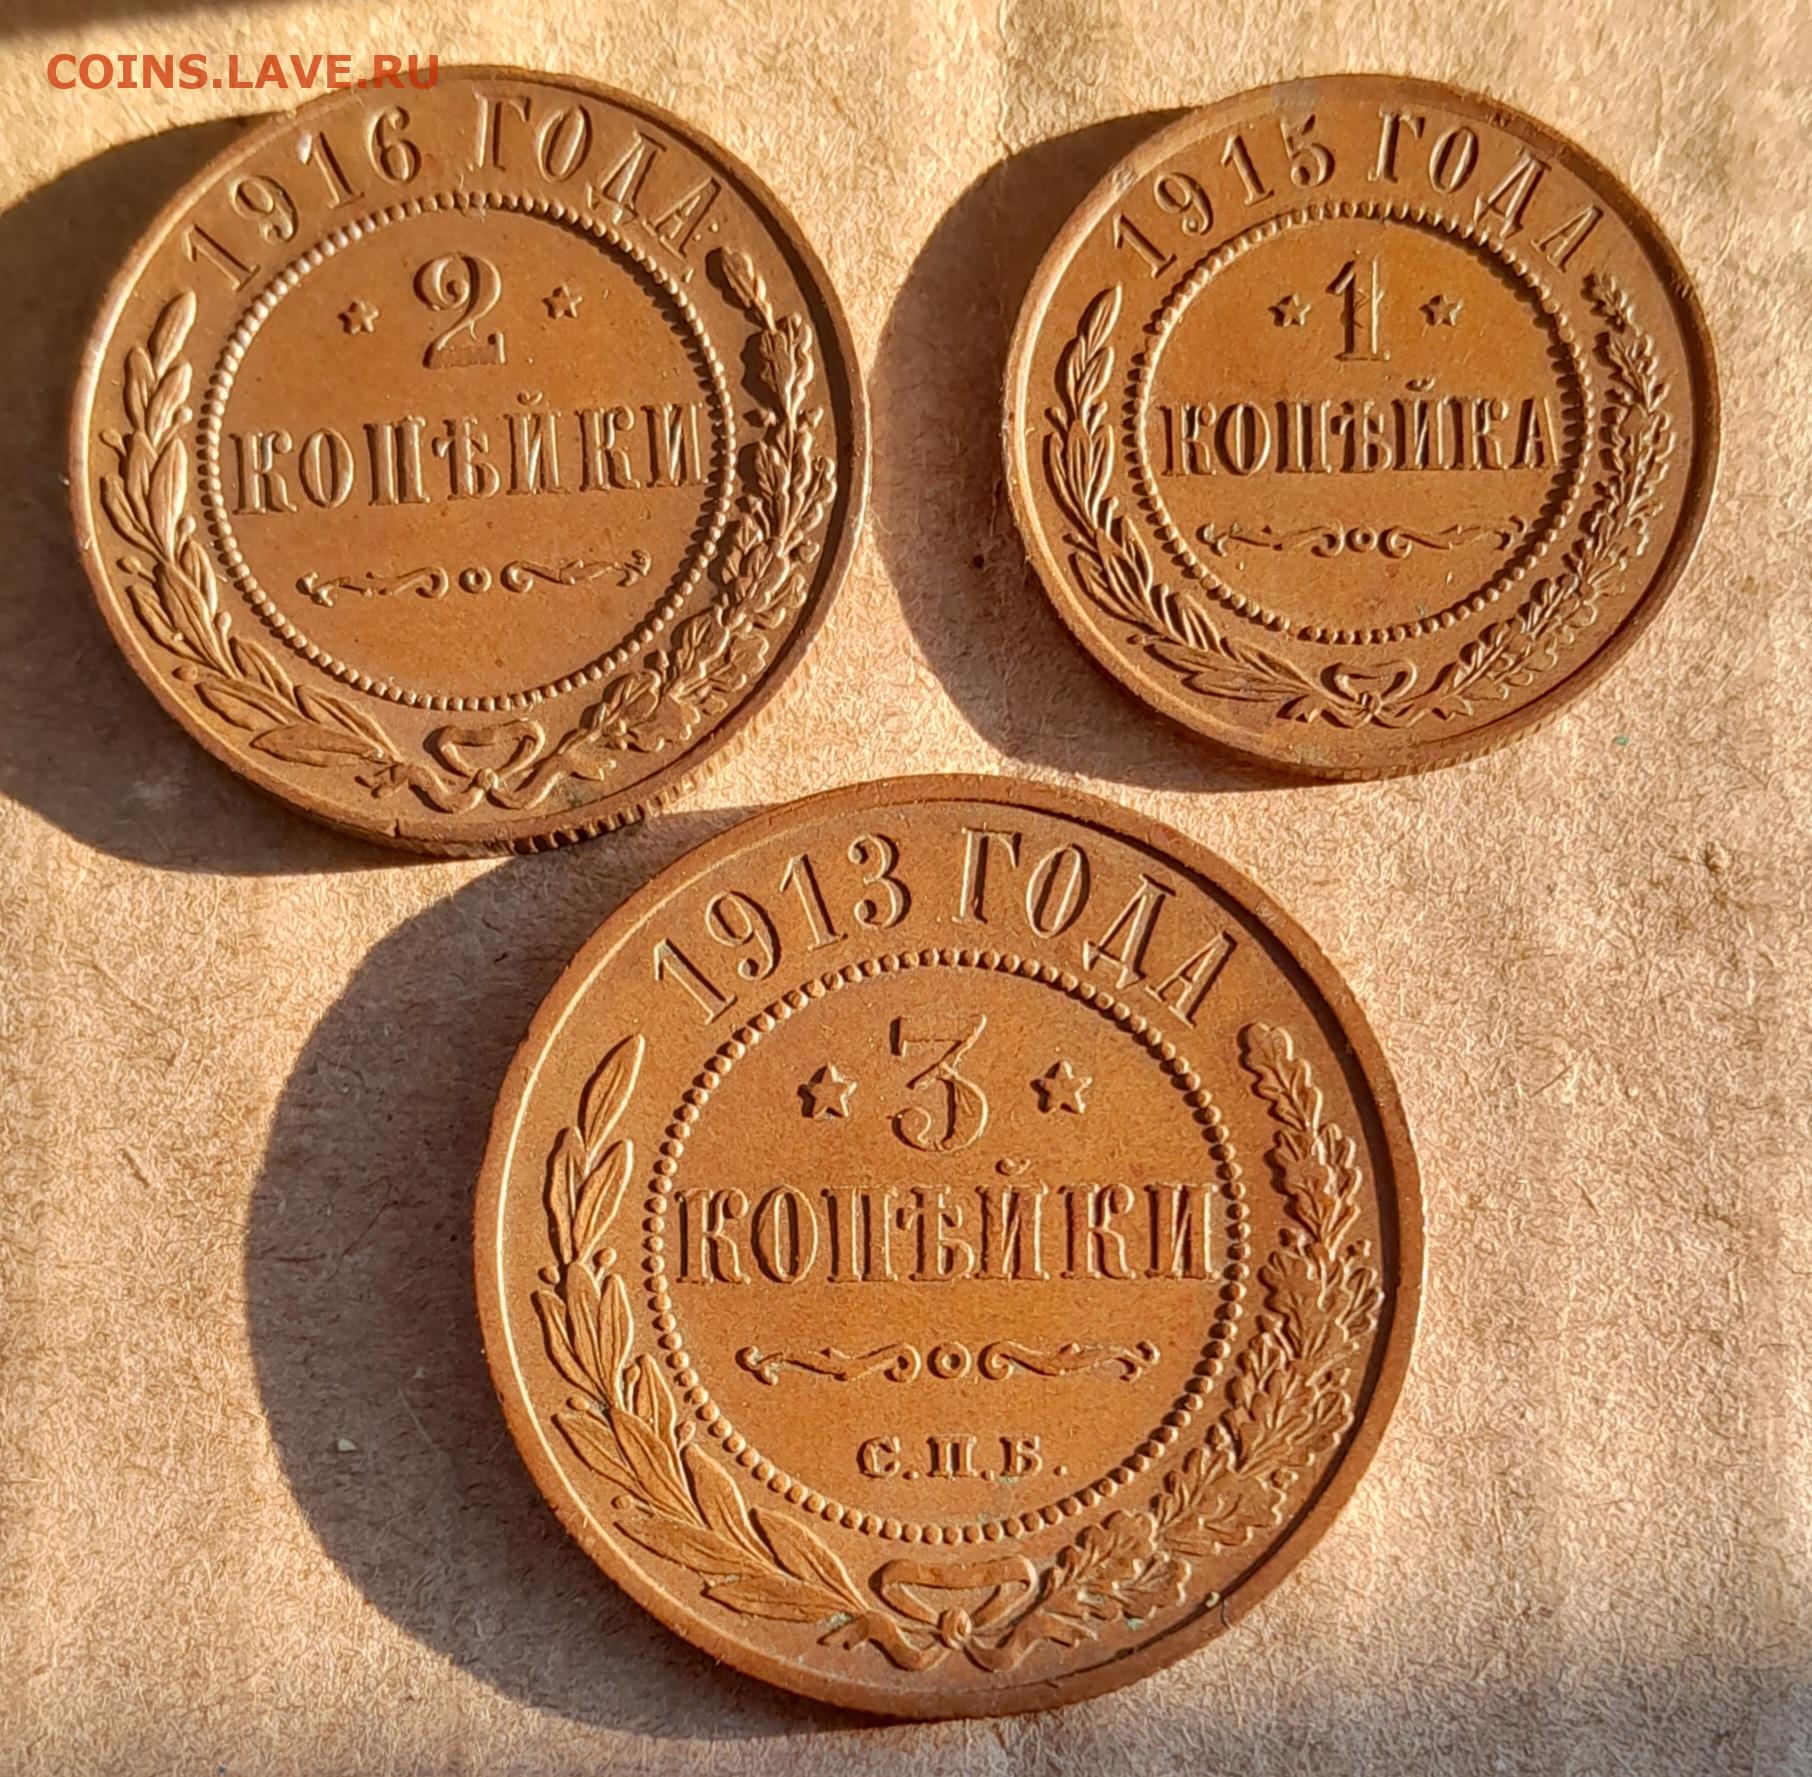 COINS.LAVE.RU
1916 ГОДА
2
КОПѢЙКИ
1915 ГОДА
1
КОПѢЙКА
1913 ГОДА
3
КОПѢЙКИ
С.П.Б.